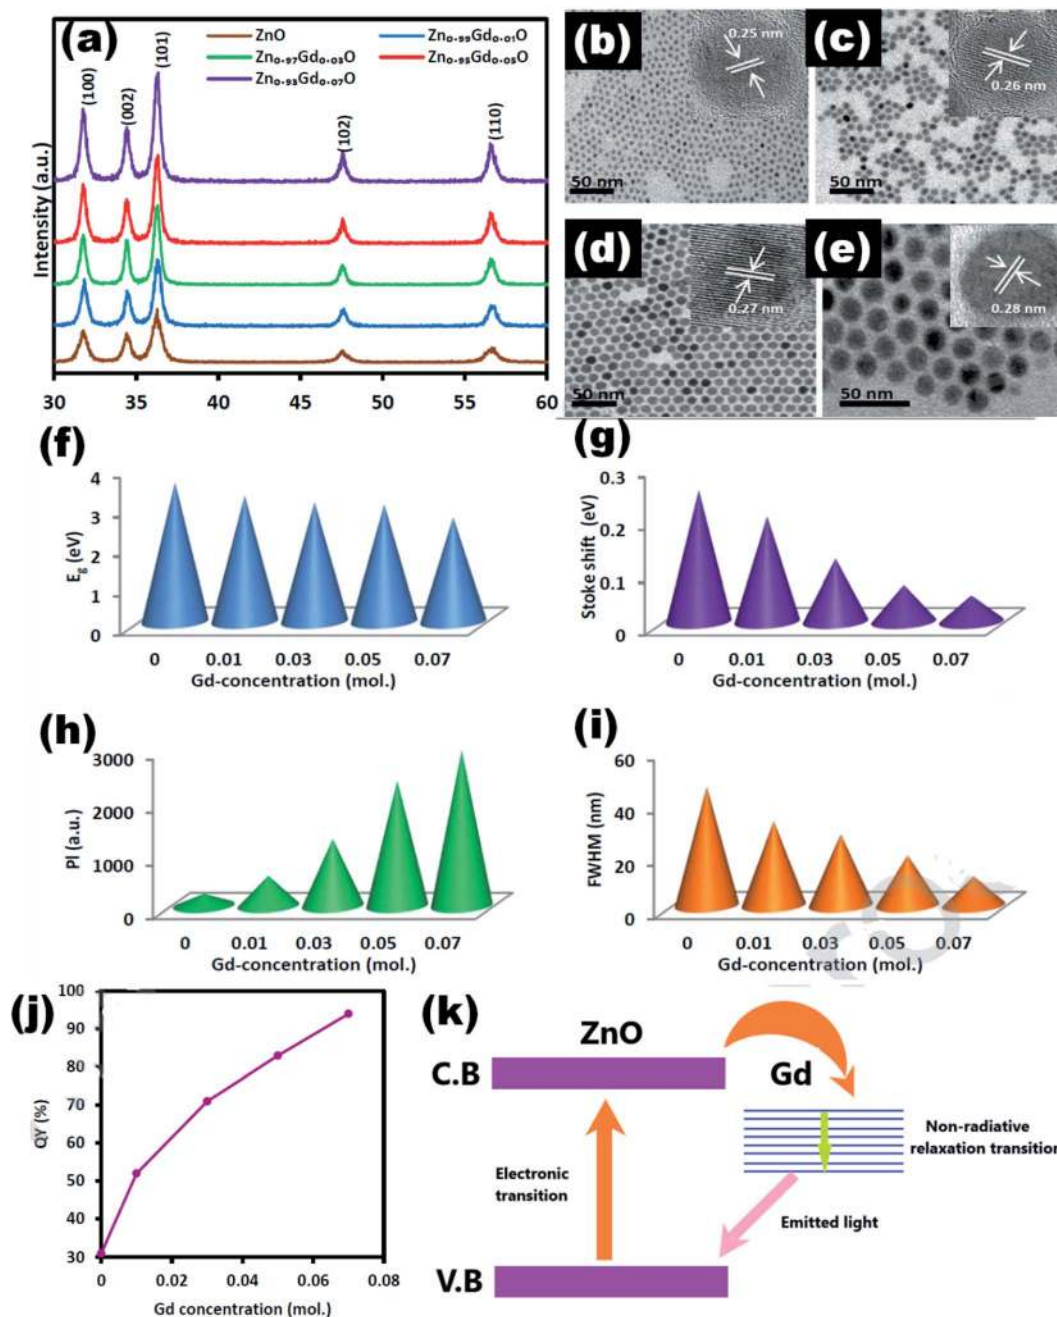 (a)
ZnO
Zn₀.₉₉Gd₀.₀₁O
Zn₀.₉₇Gd₀.₀₃O
Zn₀.₉₅Gd₀.₀₅O
Zn₀.₉₃Gd₀.₀₇O
(100)
(002)
(101)
(102)
(110)
Intensity (a.u.)
30 35 40 45 50 55 60
(b)
0.25 nm
50 nm
(c)
0.26 nm
50 nm
(d)
0.27 nm
50 nm
(e)
0.28 nm
50 nm
(f)
4
3
2
1
0
E_g (eV)
0 0.01 0.03 0.05 0.07
Gd-concentration (mol.)
(g)
0.3
0.2
0.1
0
Stoke shift (eV)
0 0.01 0.03 0.05 0.07
Gd-concentration (mol.)
(h)
3000
2000
1000
0
PI (a.u.)
0 0.01 0.03 0.05 0.07
Gd-concentration (mol.)
(i)
60
40
20
0
FWHM (nm)
0 0.01 0.03 0.05 0.07
Gd-concentration (mol.)
(j)
100
90
80
70
60
50
40
30
QY (%)
0 0.02 0.04 0.06 0.08
Gd concentration (mol.)
(k)
ZnO
C.B
Gd
Non-radiative
relaxation transition
Electronic
transition
Emitted light
V.B